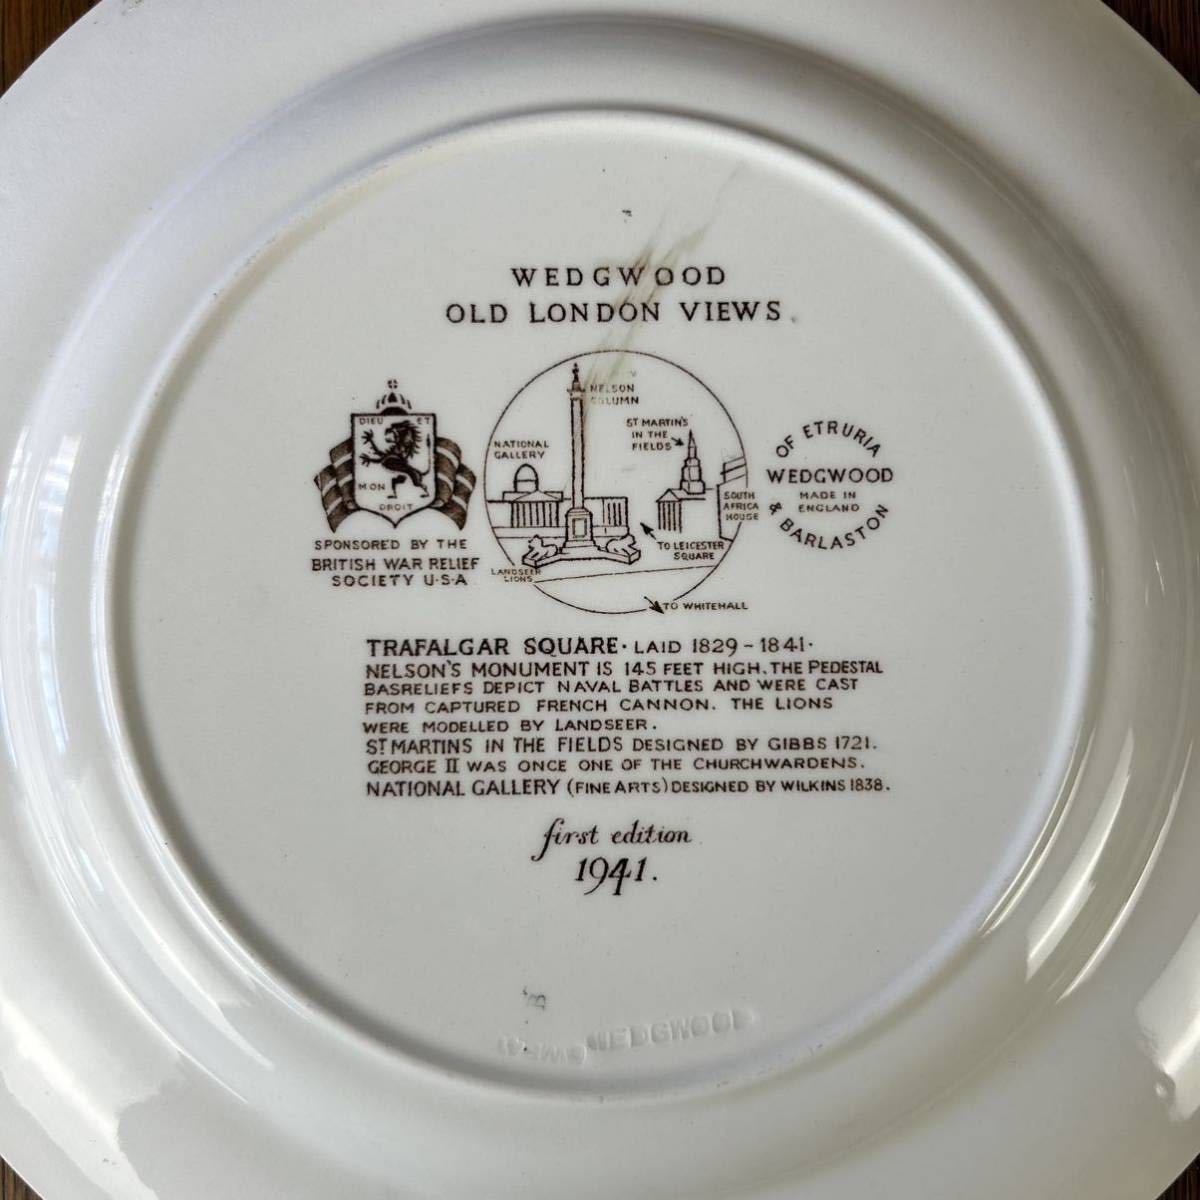 WEDGWOOD
OLD LONDON VIEWS
DIEU ET
MON
DROIT
SPONSORED BY THE
BRITISH WAR RELIEF
SOCIETY U·S·A
NELSON
COLUMN
NATIONAL
GALLERY
ST MARTIN'S
IN THE
FIELDS
SOUTH
AFRICA
HOUSE
TO LEICESTER
SQUARE
LANDSEER
LIONS
TO WHITEHALL
OF ETRURIA
WEDGWOOD
MADE IN
ENGLAND
& BARLASTON
TRAFALGAR SQUARE · LAID 1829 - 1841 ·
NELSON'S MONUMENT IS 145 FEET HIGH. THE PEDESTAL
BASRELIEFS DEPICT NAVAL BATTLES AND WERE CAST
FROM CAPTURED FRENCH CANNON. THE LIONS
WERE MODELLED BY LANDSEER.
ST MARTINS IN THE FIELDS DESIGNED BY GIBBS 1721.
GEORGE II WAS ONCE ONE OF THE CHURCHWARDENS.
NATIONAL GALLERY (FINE ARTS) DESIGNED BY WILKINS 1838.
first edition
1941.
WEDGWOOD